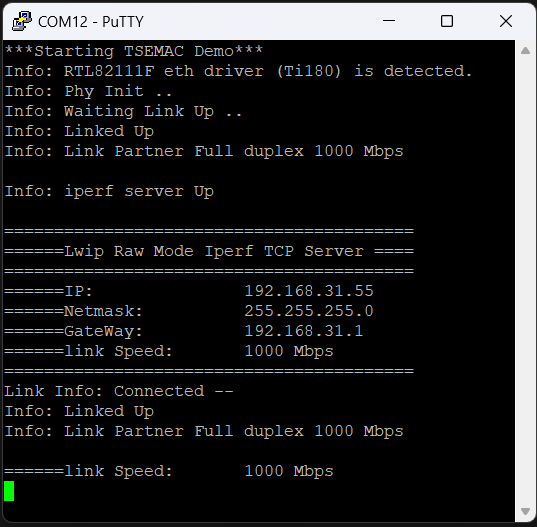 COM12 - PuTTY
***Starting TSEMAC Demo***
Info: RTL82111F eth driver (Ti180) is detected.
Info: Phy Init ..
Info: Waiting Link Up ..
Info: Linked Up
Info: Link Partner Full duplex 1000 Mbps
Info: iperf server Up
=========================================
======Lwip Raw Mode Iperf TCP Server ====
=========================================
======IP:               192.168.31.55
======Netmask:          255.255.255.0
======GateWay:          192.168.31.1
======link Speed:       1000 Mbps
=========================================
Link Info: Connected --
Info: Linked Up
Info: Link Partner Full duplex 1000 Mbps
======link Speed:       1000 Mbps